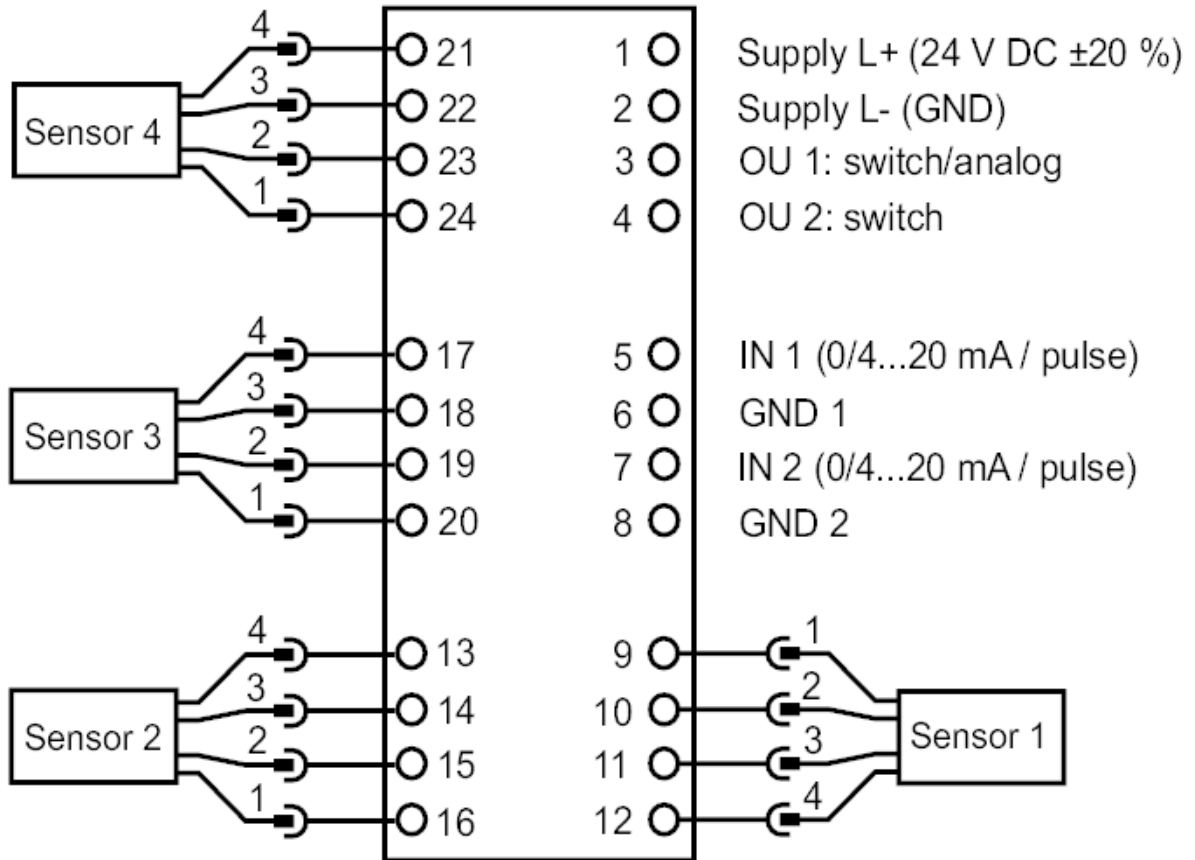 4 21 1 Supply L+ (24 V DC ±20 %)
3 22 2 Supply L- (GND)
Sensor 4
2 23 3 OU 1: switch/analog
1 24 4 OU 2: switch
4 17 5 IN 1 (0/4...20 mA / pulse)
3 18 6 GND 1
Sensor 3
2 19 7 IN 2 (0/4...20 mA / pulse)
1 20 8 GND 2
4 13 9 1
3 14 10 2
Sensor 2 Sensor 1
2 15 11 3
1 16 12 4